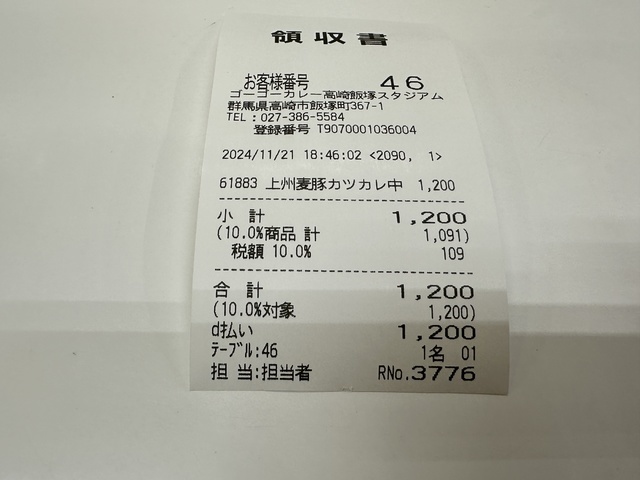 領収書
お客様番号 46
ゴーゴーカレー高崎飯塚スタジアム
群馬県高崎市飯塚町367-1
TEL:027-386-5584
登録番号 T9070001036004
2024/11/21 18:46:02 <2090, 1>
61883 上州麦豚カツカレ中 1,200
小 計 1,200
(10.0%商品 計 1,091)
税額 10.0% 109
合 計 1,200
(10.0%対象 1,200)
d払い 1,200
テーブル:46 1名 01
担 当:担当者 RNo.3776